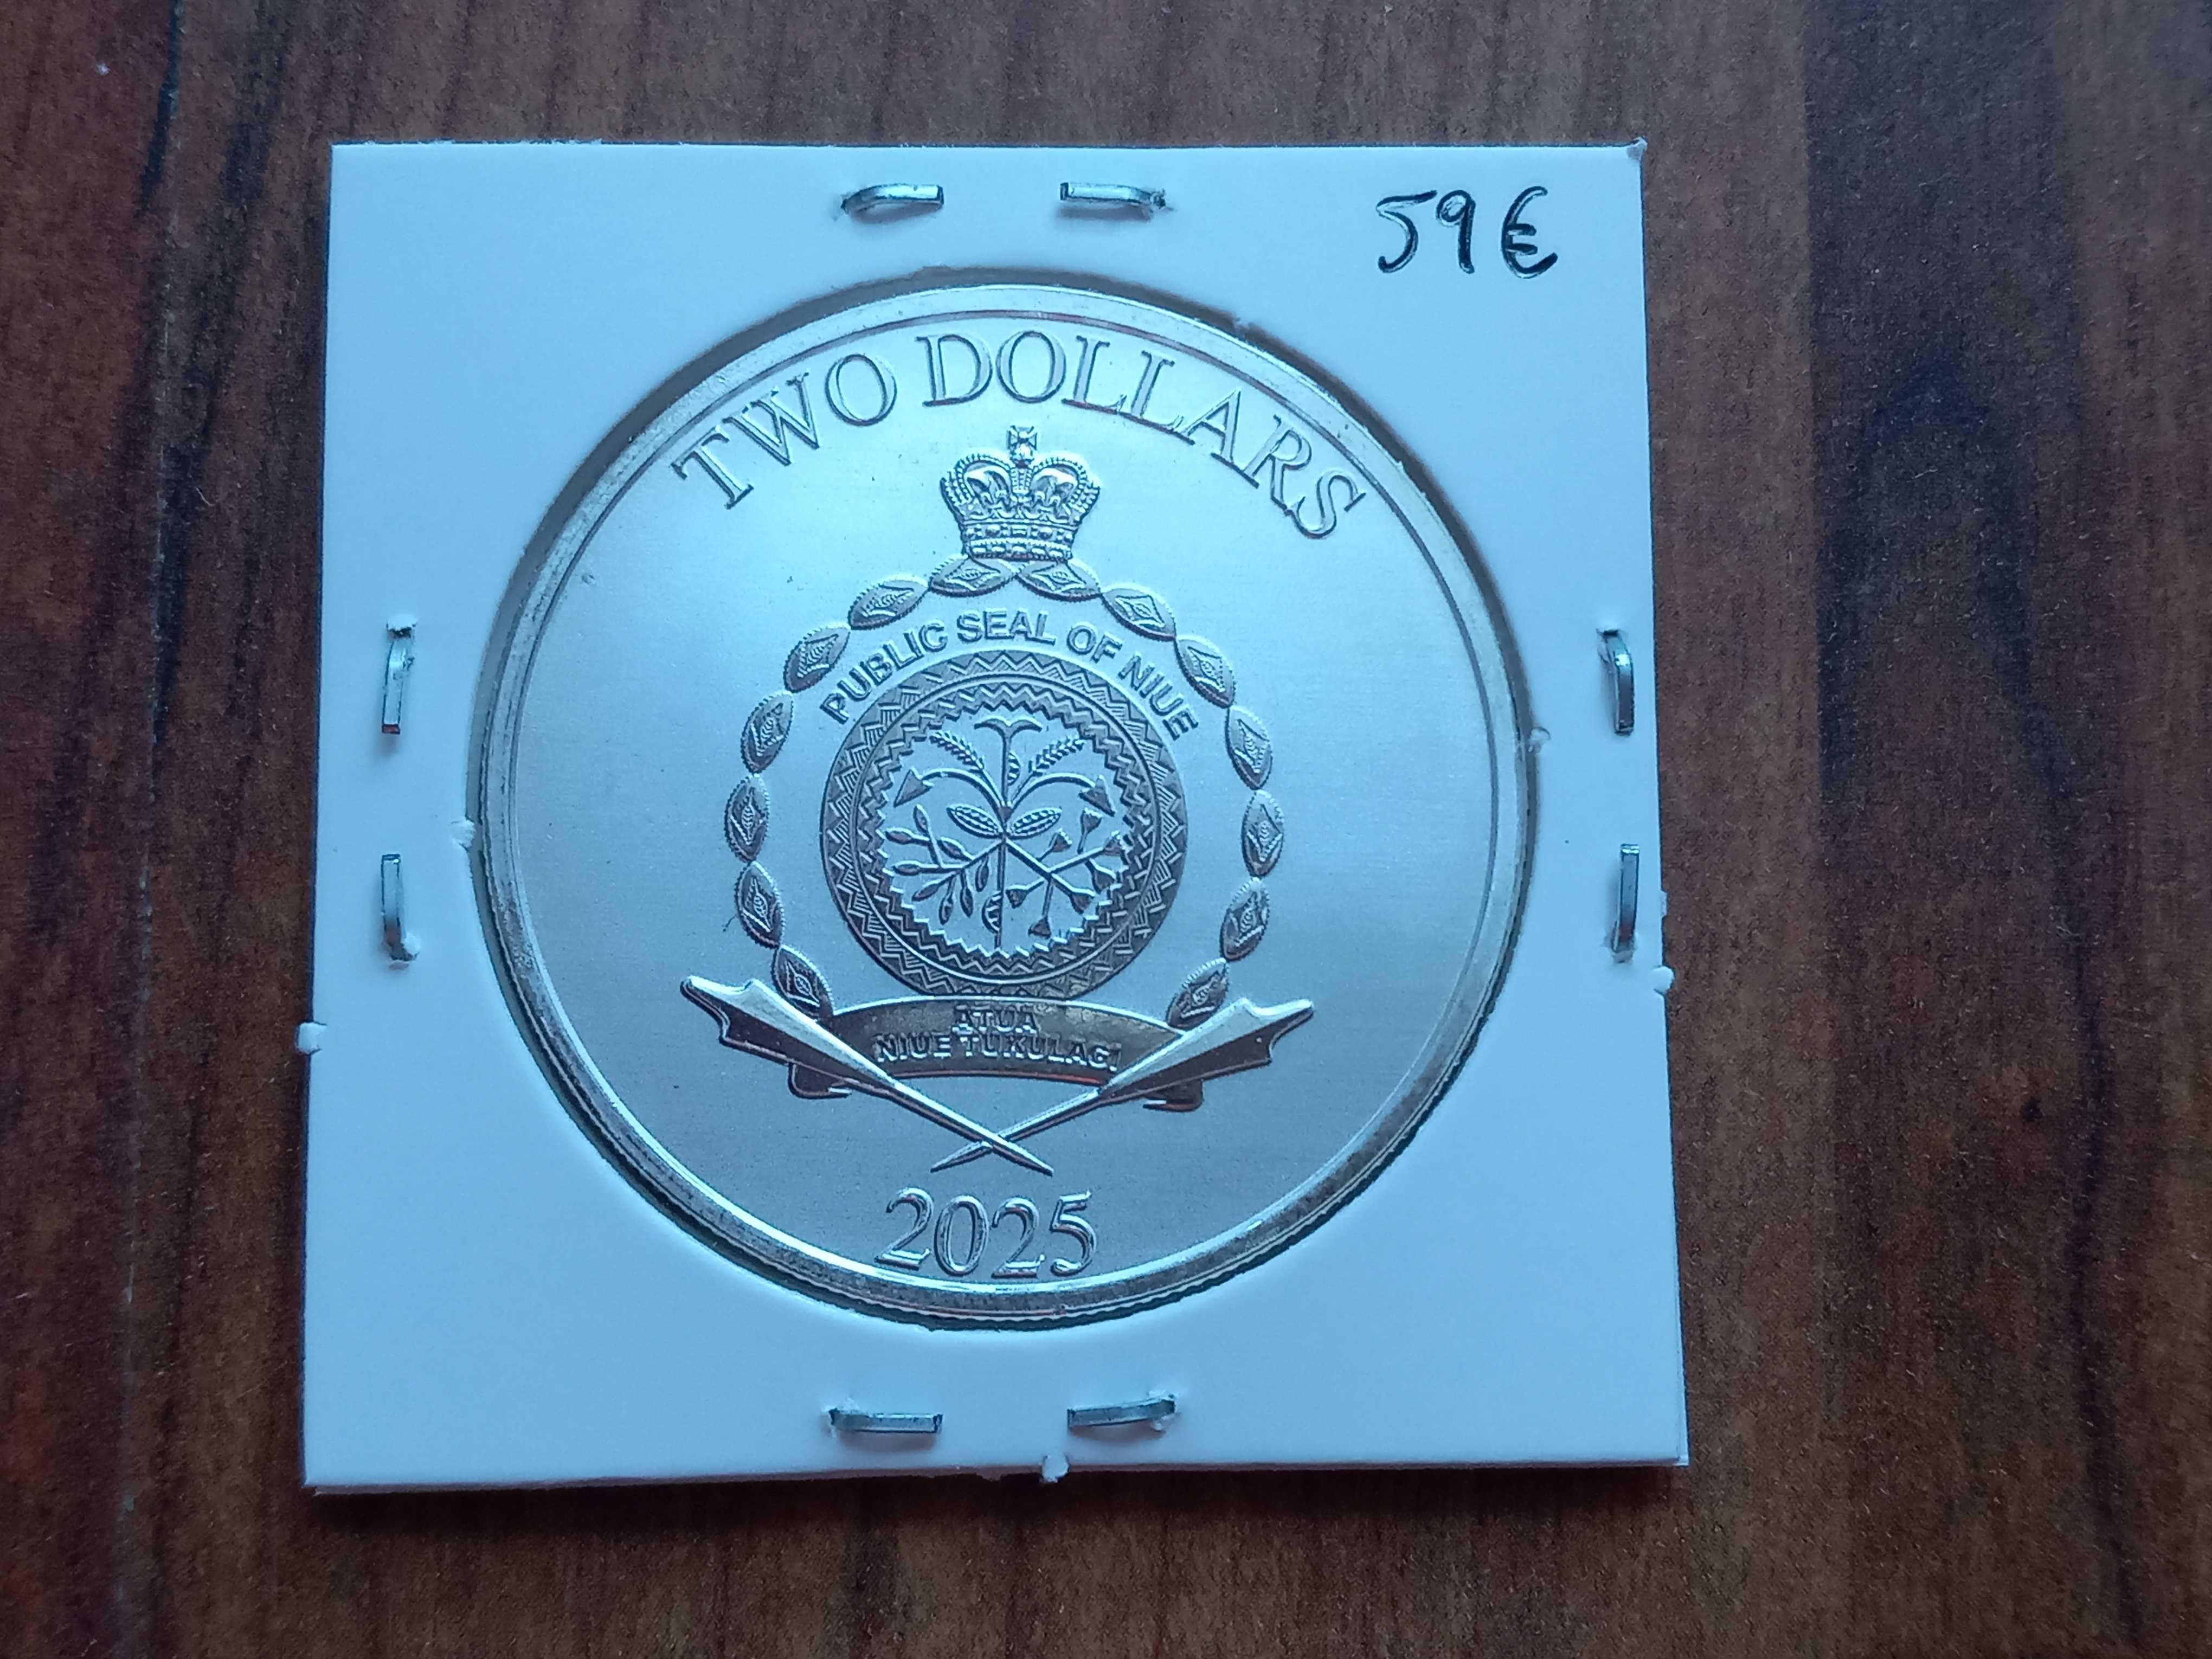 59€
TWO DOLLARS
PUBLIC SEAL OF NIUE
ATUA
NIUE TUKULAGI
2025